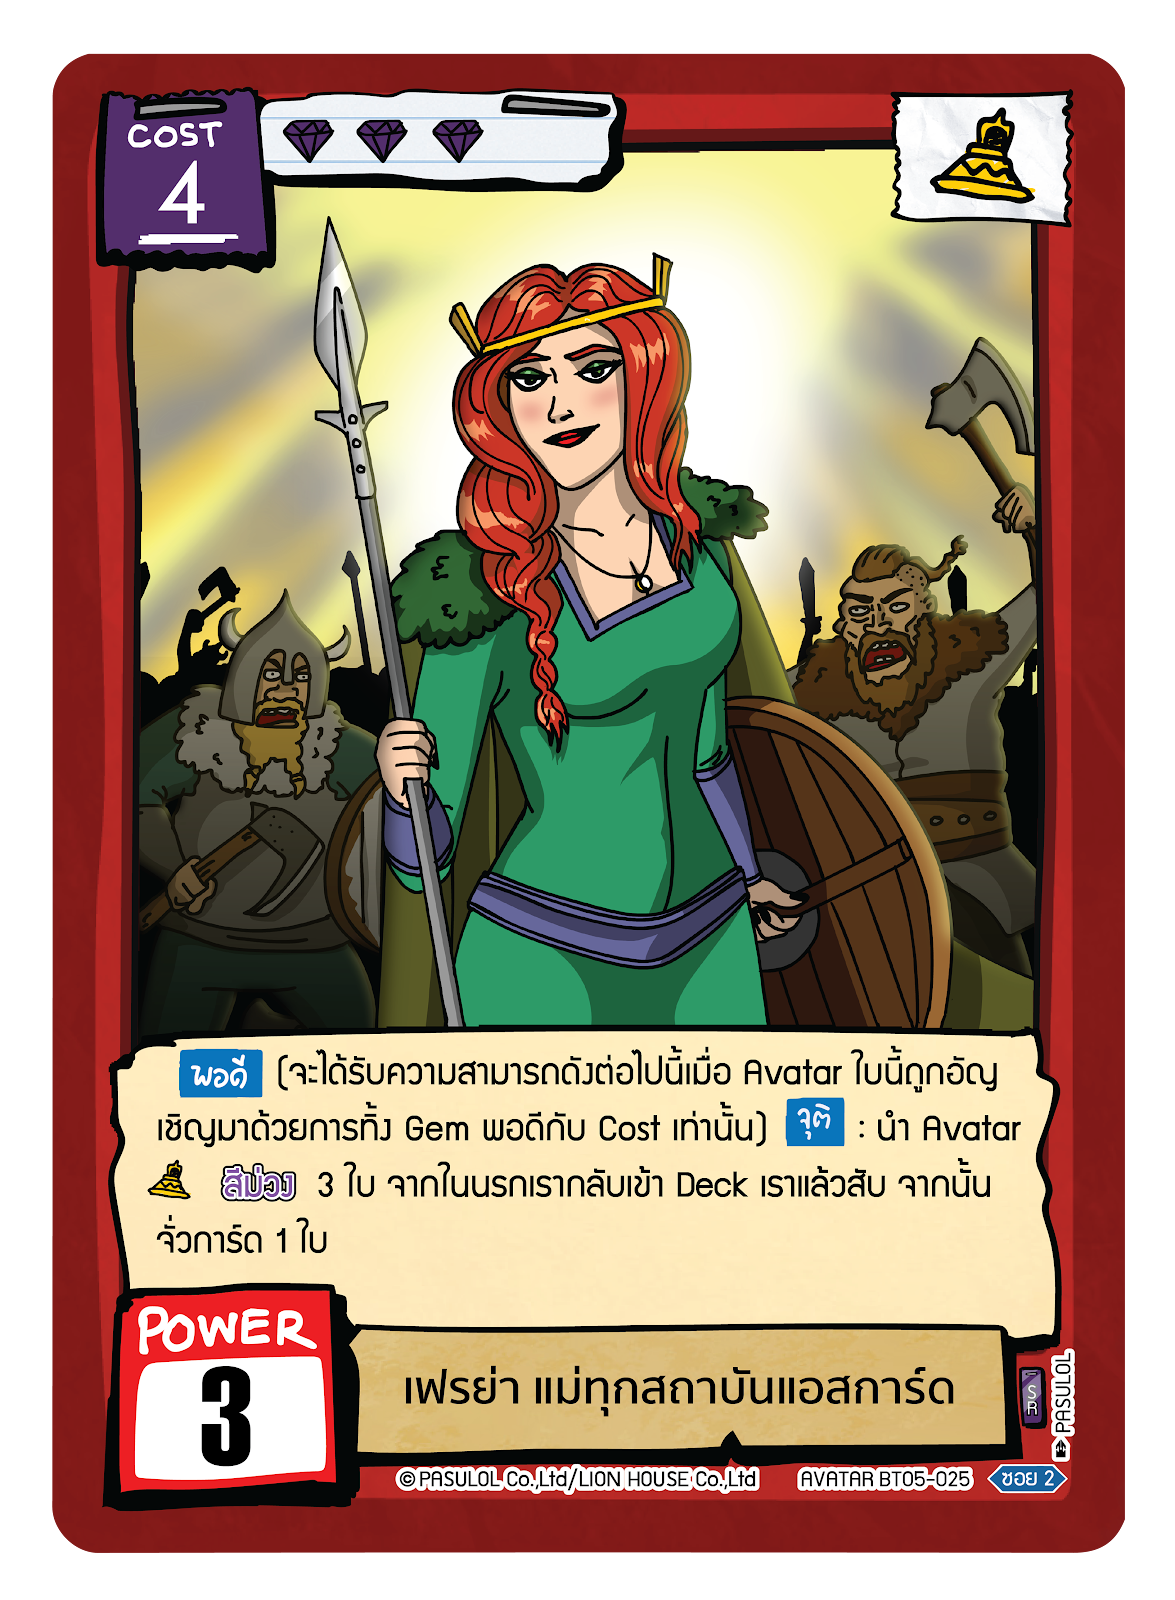 COST
4
พอดี (จะได้รับความสามารถดังต่อไปนี้เมื่อ Avatar ใบนี้ถูกอัญ
เชิญมาด้วยการทิ้ง Gem พอดีกับ Cost เท่านั้น) จุติ : นำ Avatar
สีม่วง 3 ใบ จากในนรกเรากลับเข้า Deck เราแล้วสับ จากนั้น
จั่วการ์ด 1 ใบ
POWER
3
เฟรย่า แม่ทุกสถาบันแอสการ์ด
SR
PASULOL
© PASULOL Co.,Ltd/LION HOUSE Co.,Ltd AVATAR BT05-025 ซอย 2